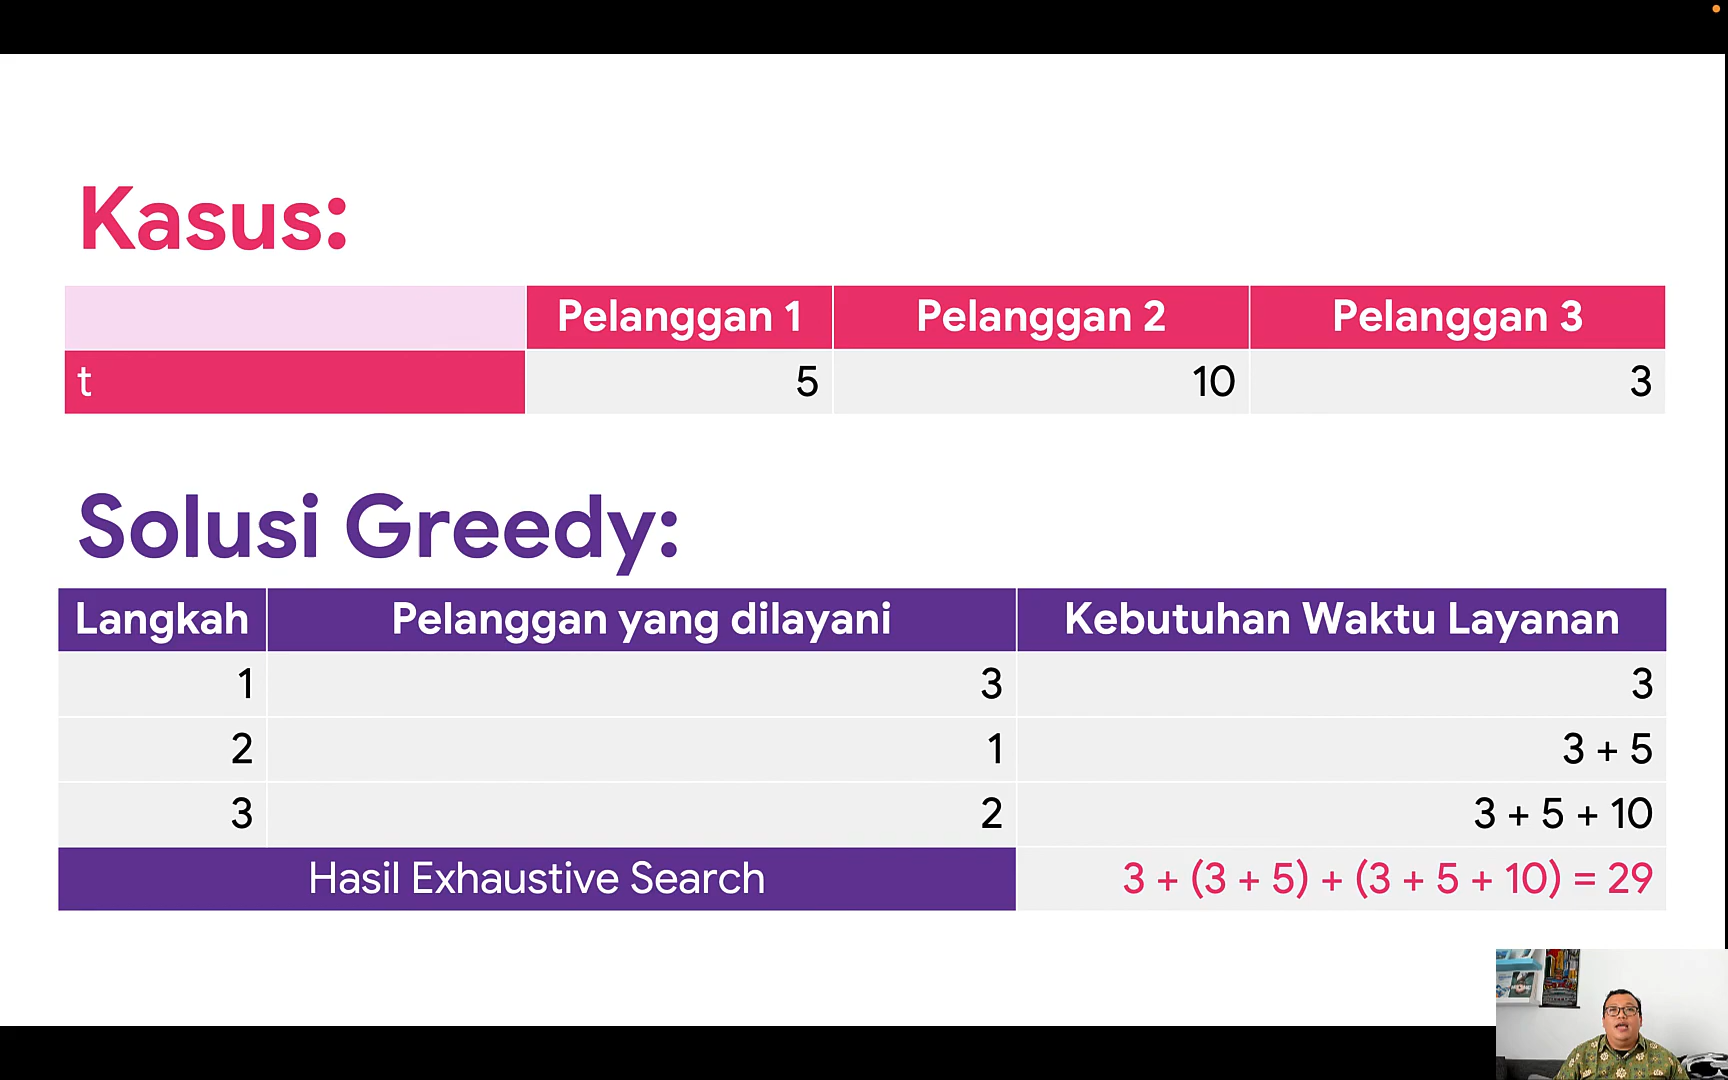 Kasus:
Pelanggan 1 Pelanggan 2 Pelanggan 3
t 5 10 3
Solusi Greedy:
Langkah Pelanggan yang dilayani Kebutuhan Waktu Layanan
1 3 3
2 1 3 + 5
3 2 3 + 5 + 10
Hasil Exhaustive Search 3 + (3 + 5) + (3 + 5 + 10) = 29